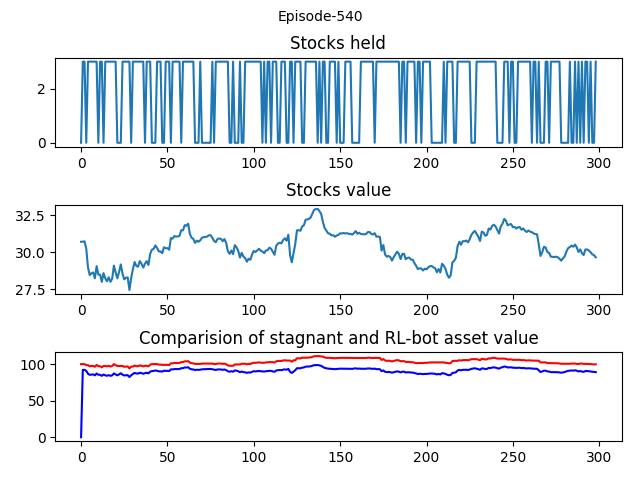 Episode-540
Stocks held
2
0
0 50 100 150 200 250 300
Stocks value
32.5
30.0
27.5
0 50 100 150 200 250 300
Comparision of stagnant and RL-bot asset value
100
50
0
0 50 100 150 200 250 300